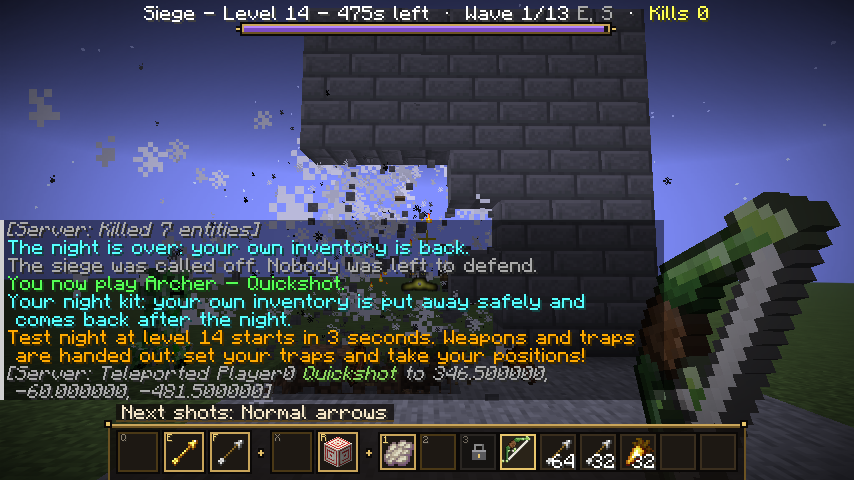 Siege – Level 14 – 475s left · Wave 1/13 E, S · Kills 0
[Server: Killed 7 entities]
The night is over: your own inventory is back.
The siege was called off. Nobody was left to defend.
You now play Archer – Quickshot.
Your night kit: your own inventory is put away safely and
comes back after the night.
Test night at level 14 starts in 3 seconds. Weapons and traps
are handed out: set your traps and take your positions!
[Server: Teleported Player0 Quickshot to 346.500000,
-60.000000, -481.500000]
Next shots: Normal arrows
E F + X R + 1 2 3 64 32 32